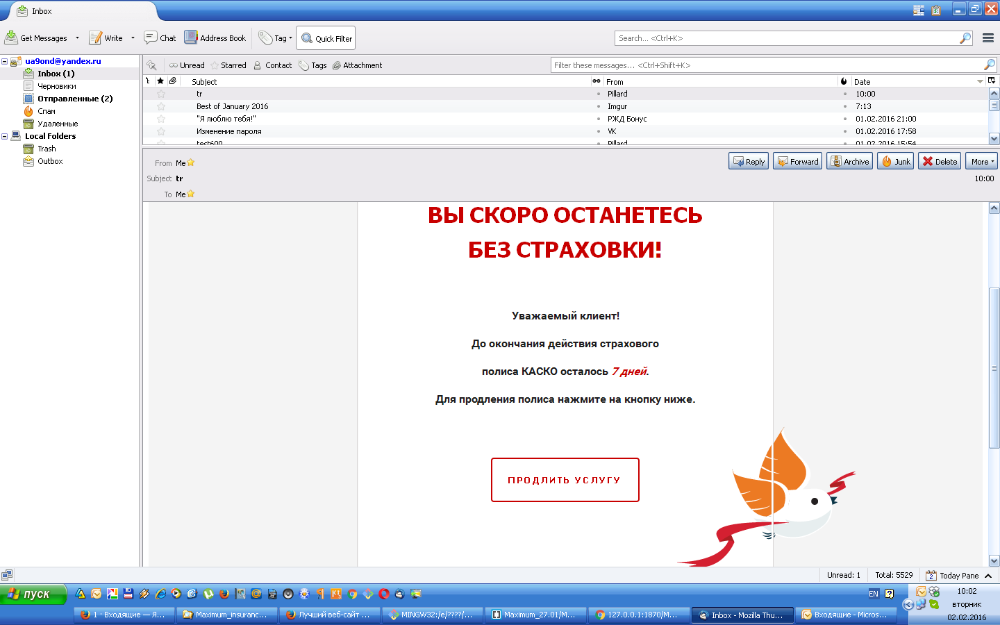 Inbox
Get Messages
Write
Chat
Address Book
Tag
Quick Filter
Search... <Ctrl+K>
ua9ond@yandex.ru
Inbox (1)
Черновики
Отправленные (2)
Спам
Удаленные
Local Folders
Trash
Outbox
Unread
Starred
Contact
Tags
Attachment
Filter these messages... <Ctrl+Shift+K>
Subject From Date
tr Pillard 10:00
Best of January 2016 Imgur 7:13
"Я люблю тебя!" РЖД Бонус 01.02.2016 21:00
Изменение пароля VK 01.02.2016 17:58
test600 Pillard 01.02.2016 15:54
From Me
Reply Forward Archive Junk Delete More
Subject tr 10:00
To Me
ВЫ СКОРО ОСТАНЕТЕСЬ
БЕЗ СТРАХОВКИ!
Уважаемый клиент!
До окончания действия страхового
полиса КАСКО осталось 7 дней.
Для продления полиса нажмите на кнопку ниже.
ПРОДЛИТЬ УСЛУГУ
Unread: 1 Total: 5529 2 Today Pane
пуск
EN
10:02
вторник
02.02.2016
1 · Входящие — Я...
Maximum_insuranc...
Лучший веб-сайт ...
MINGW32:/e/????/...
Maximum_27.01/M...
127.0.0.1:1870/M...
Inbox - Mozilla Thu...
Входящие - Micros...